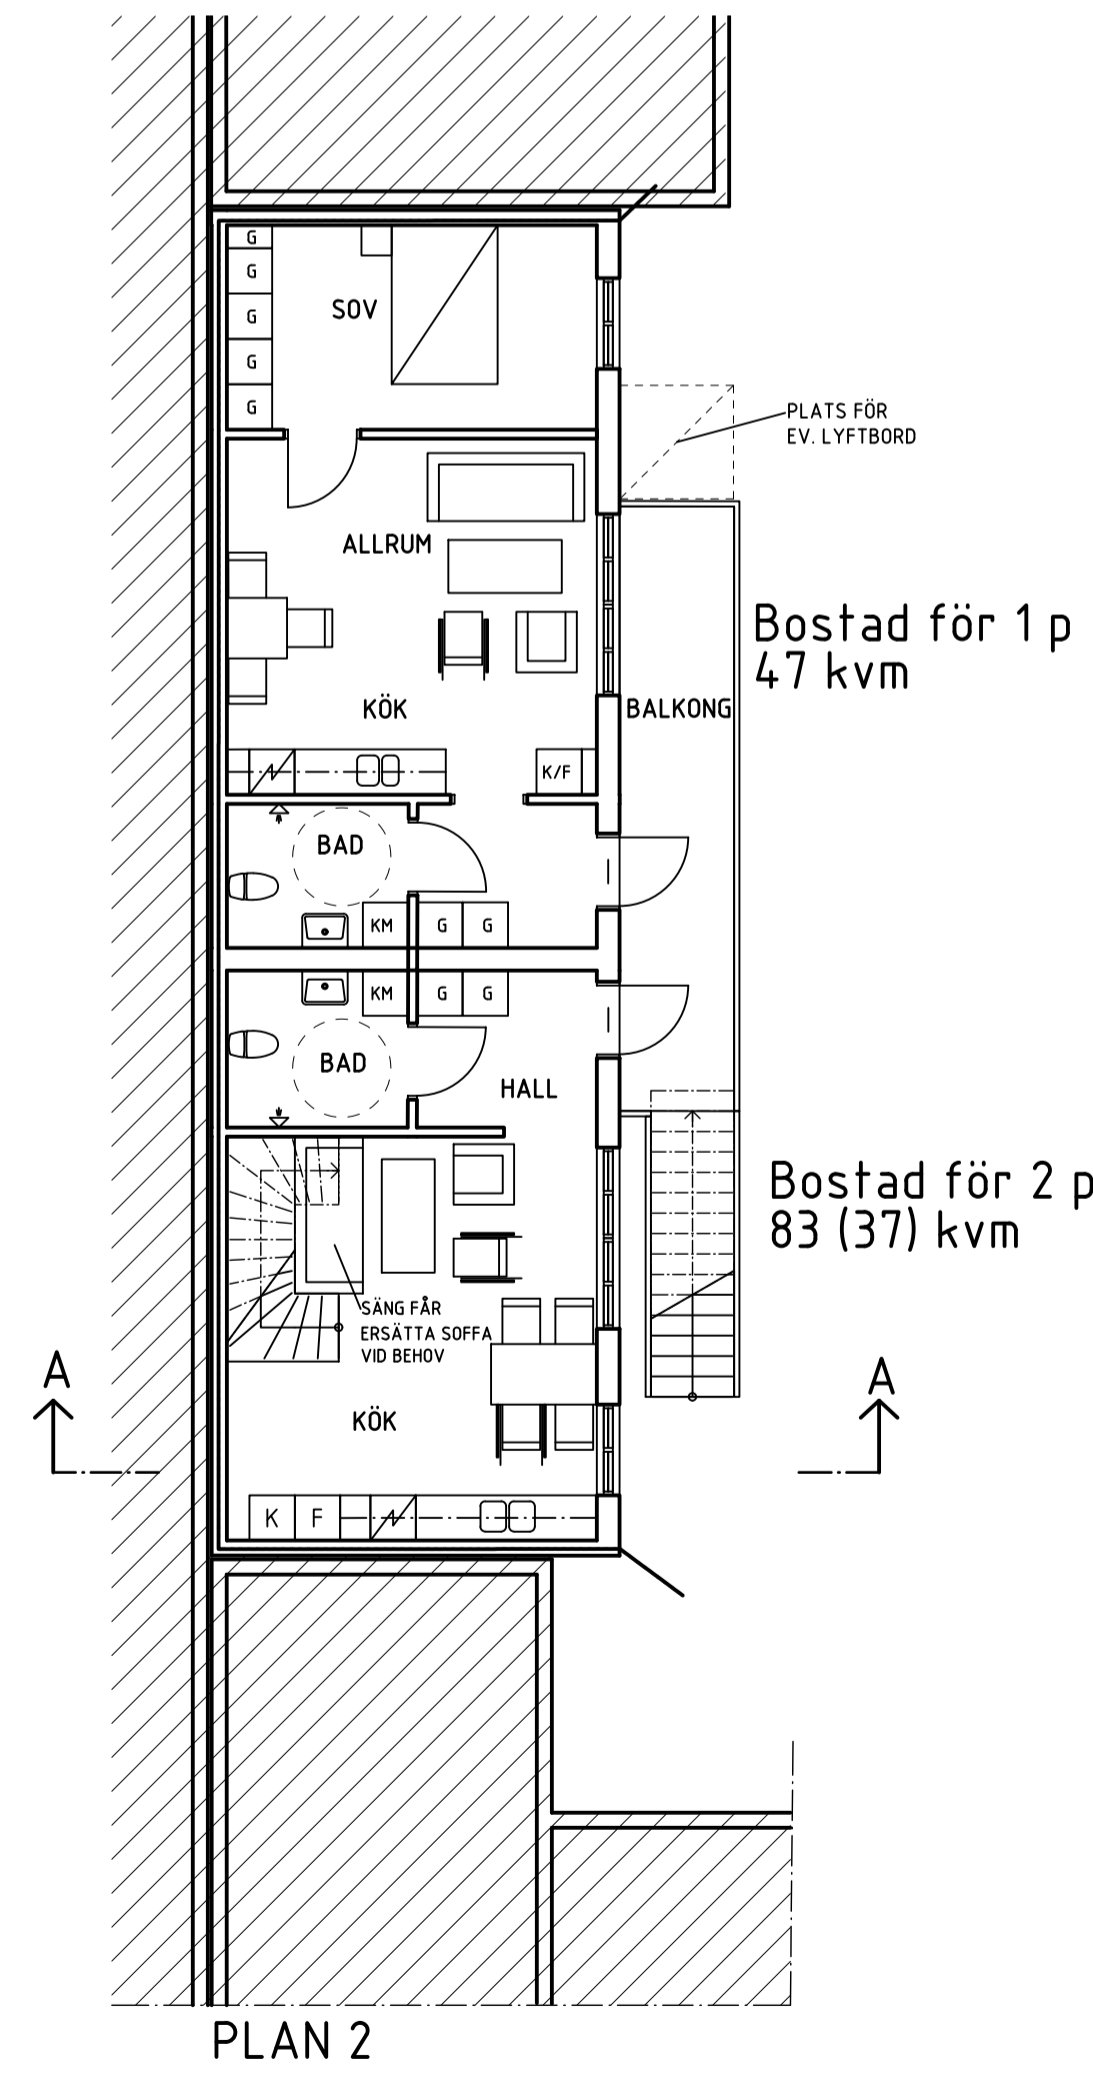 G
G
SOV
G
G
G
PLATS FÖR
EV. LYFTBORD
ALLRUM
Bostad för 1 p
47 kvm
KÖK
BALKONG
K/F
BAD
KM G G
KM G G
BAD
HALL
Bostad för 2 p
83 (37) kvm
SÄNG FÅR
ERSÄTTA SOFFA
VID BEHOV
A
A
KÖK
K F
PLAN 2